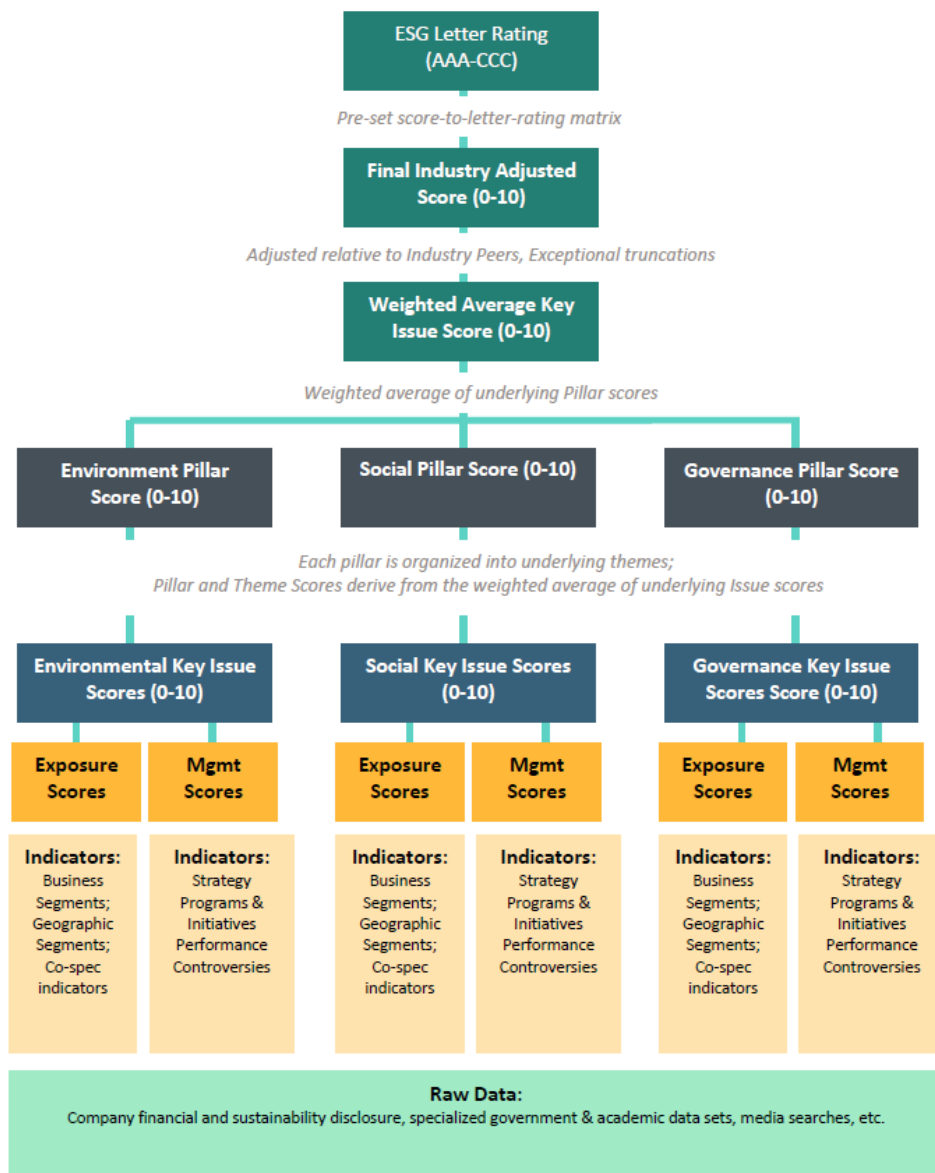 ESG Letter Rating
(AAA-CCC)
Pre-set score-to-letter-rating matrix
Final Industry Adjusted
Score (0-10)
Adjusted relative to Industry Peers, Exceptional truncations
Weighted Average Key
Issue Score (0-10)
Weighted average of underlying Pillar scores
Environment Pillar
Score (0-10)
Social Pillar Score (0-10)
Governance Pillar Score
(0-10)
Each pillar is organized into underlying themes;
Pillar and Theme Scores derive from the weighted average of underlying Issue scores
Environmental Key Issue
Scores (0-10)
Social Key Issue Scores
(0-10)
Governance Key Issue
Scores Score (0-10)
Exposure
Scores
Mgmt
Scores
Exposure
Scores
Mgmt
Scores
Exposure
Scores
Mgmt
Scores
Indicators:
Business
Segments;
Geographic
Segments;
Co-spec
indicators
Indicators:
Strategy
Programs &
Initiatives
Performance
Controversies
Indicators:
Business
Segments;
Geographic
Segments;
Co-spec
indicators
Indicators:
Strategy
Programs &
Initiatives
Performance
Controversies
Indicators:
Business
Segments;
Geographic
Segments;
Co-spec
indicators
Indicators:
Strategy
Programs &
Initiatives
Performance
Controversies
Raw Data:
Company financial and sustainability disclosure, specialized government & academic data sets, media searches, etc.